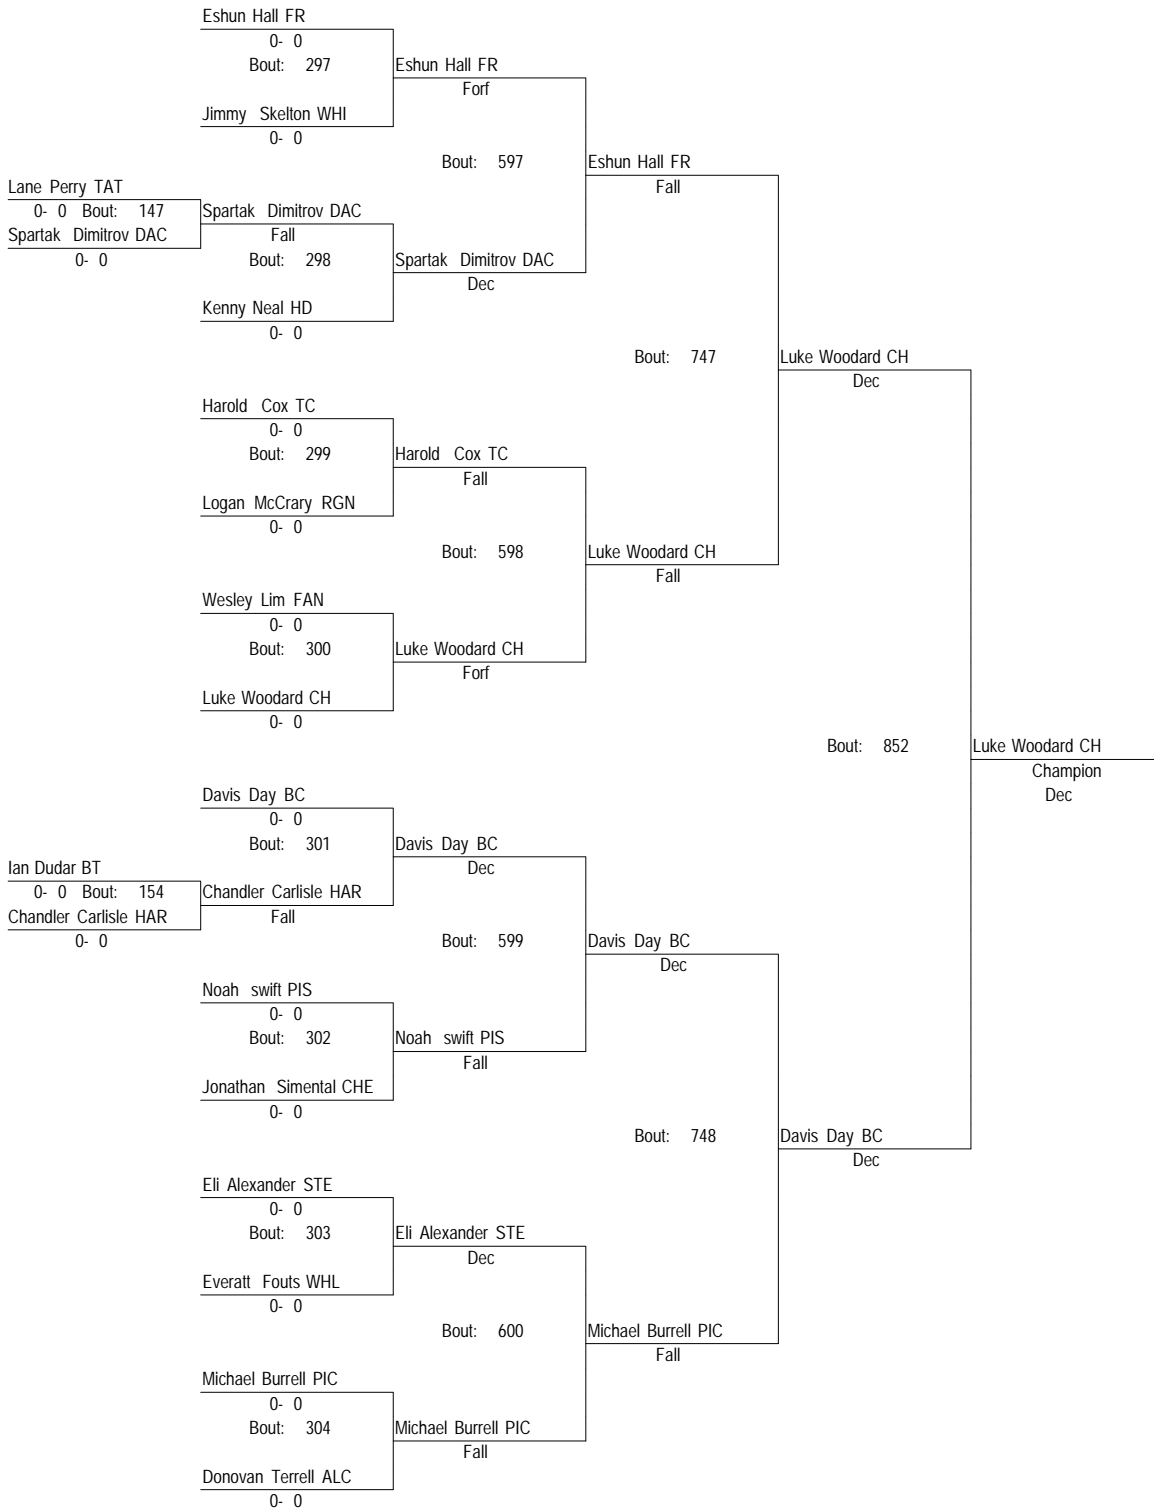 Eshun Hall FR
0- 0
Bout: 297
Eshun Hall FR
Forf
Jimmy Skelton WHI
0- 0
Bout: 597
Eshun Hall FR
Fall
Lane Perry TAT
0- 0 Bout: 147
Spartak Dimitrov DAC
Fall
Spartak Dimitrov DAC
0- 0
Bout: 298
Spartak Dimitrov DAC
Dec
Kenny Neal HD
0- 0
Bout: 747
Luke Woodard CH
Dec
Harold Cox TC
0- 0
Bout: 299
Harold Cox TC
Fall
Logan McCrary RGN
0- 0
Bout: 598
Luke Woodard CH
Fall
Wesley Lim FAN
0- 0
Bout: 300
Luke Woodard CH
Forf
Luke Woodard CH
0- 0
Bout: 852
Luke Woodard CH
Champion
Dec
Davis Day BC
0- 0
Bout: 301
Davis Day BC
Dec
Ian Dudar BT
0- 0 Bout: 154
Chandler Carlisle HAR
Fall
Chandler Carlisle HAR
0- 0
Bout: 599
Davis Day BC
Dec
Noah swift PIS
0- 0
Bout: 302
Noah swift PIS
Fall
Jonathan Simental CHE
0- 0
Bout: 748
Davis Day BC
Dec
Eli Alexander STE
0- 0
Bout: 303
Eli Alexander STE
Dec
Everatt Fouts WHL
0- 0
Bout: 600
Michael Burrell PIC
Fall
Michael Burrell PIC
0- 0
Bout: 304
Michael Burrell PIC
Fall
Donovan Terrell ALC
0- 0